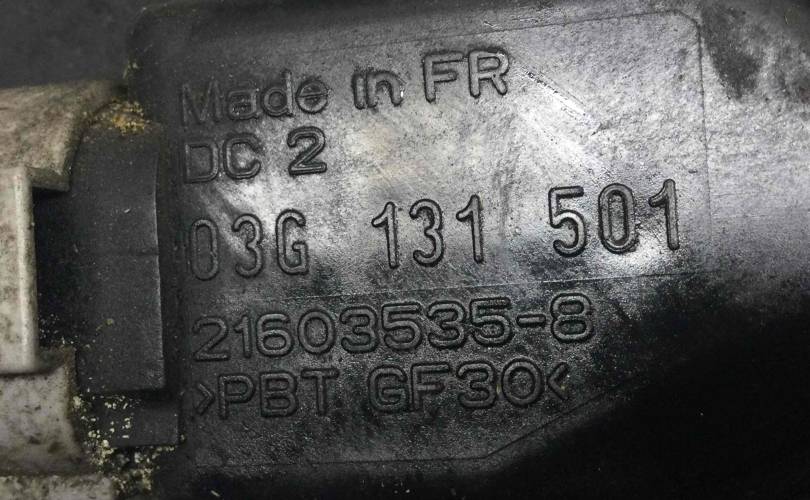 Made in FR
DC 2
03G 131 501
21603535-8
>PBT GF30<